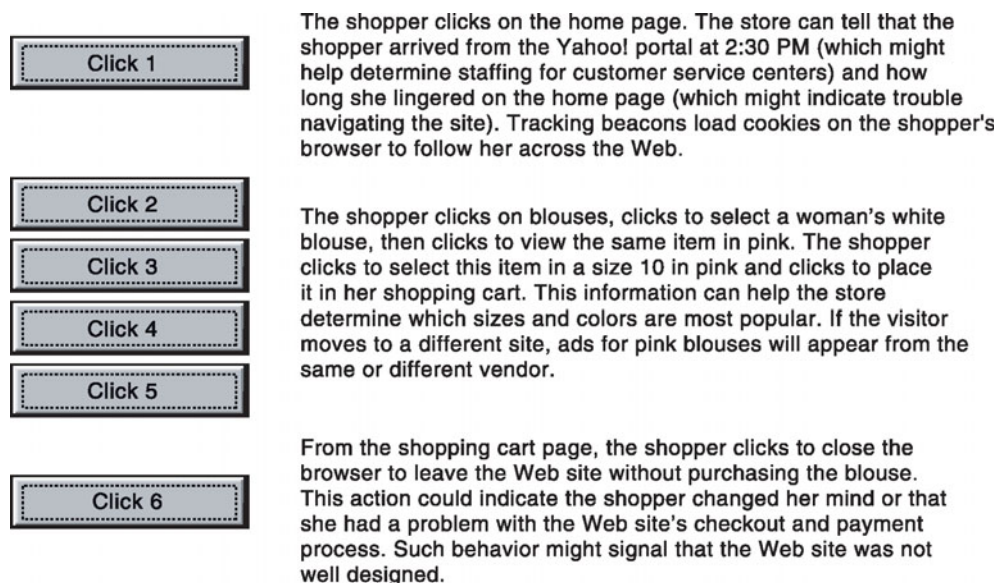 Click 1
The shopper clicks on the home page. The store can tell that the
shopper arrived from the Yahoo! portal at 2:30 PM (which might
help determine staffing for customer service centers) and how
long she lingered on the home page (which might indicate trouble
navigating the site). Tracking beacons load cookies on the shopper's
browser to follow her across the Web.
Click 2
Click 3
Click 4
Click 5
The shopper clicks on blouses, clicks to select a woman's white
blouse, then clicks to view the same item in pink. The shopper
clicks to select this item in a size 10 in pink and clicks to place
it in her shopping cart. This information can help the store
determine which sizes and colors are most popular. If the visitor
moves to a different site, ads for pink blouses will appear from the
same or different vendor.
Click 6
From the shopping cart page, the shopper clicks to close the
browser to leave the Web site without purchasing the blouse.
This action could indicate the shopper changed her mind or that
she had a problem with the Web site's checkout and payment
process. Such behavior might signal that the Web site was not
well designed.